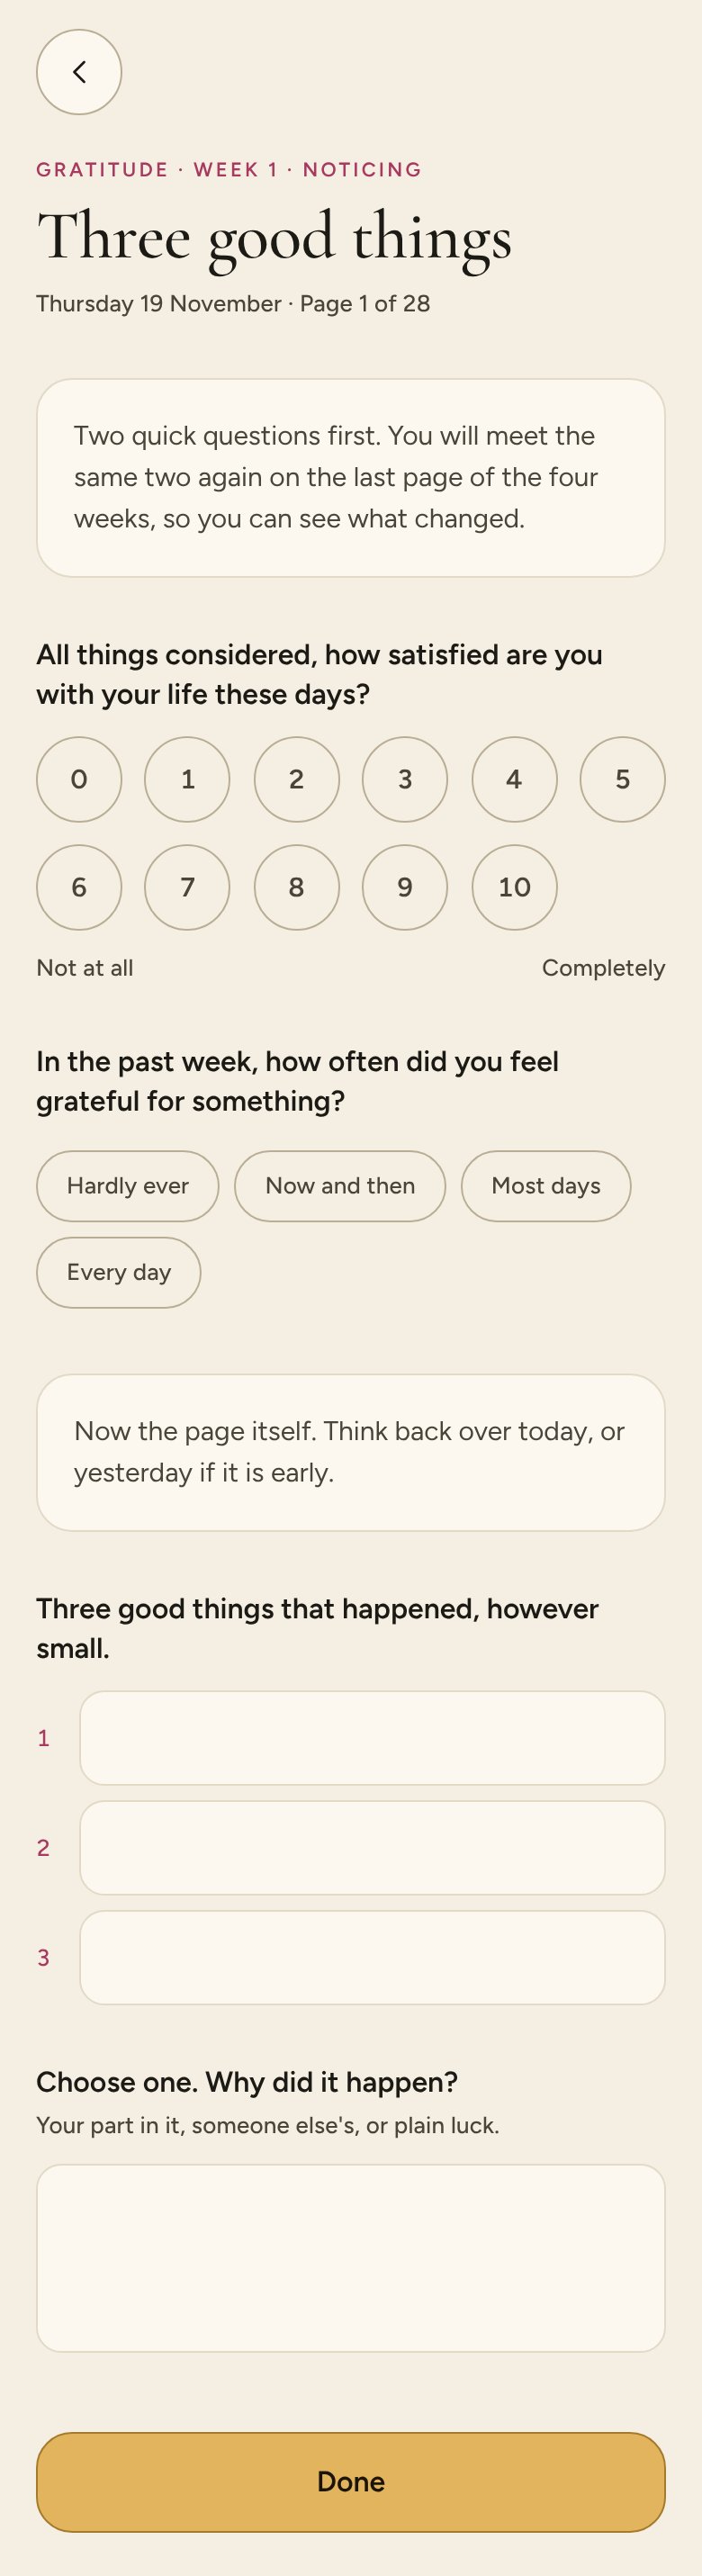 GRATITUDE · WEEK 1 · NOTICING
Three good things
Thursday 19 November · Page 1 of 28
Two quick questions first. You will meet the
same two again on the last page of the four
weeks, so you can see what changed.
All things considered, how satisfied are you
with your life these days?
0 1 2 3 4 5
6 7 8 9 10
Not at all Completely
In the past week, how often did you feel
grateful for something?
Hardly ever Now and then Most days
Every day
Now the page itself. Think back over today, or
yesterday if it is early.
Three good things that happened, however
small.
1
2
3
Choose one. Why did it happen?
Your part in it, someone else's, or plain luck.
Done